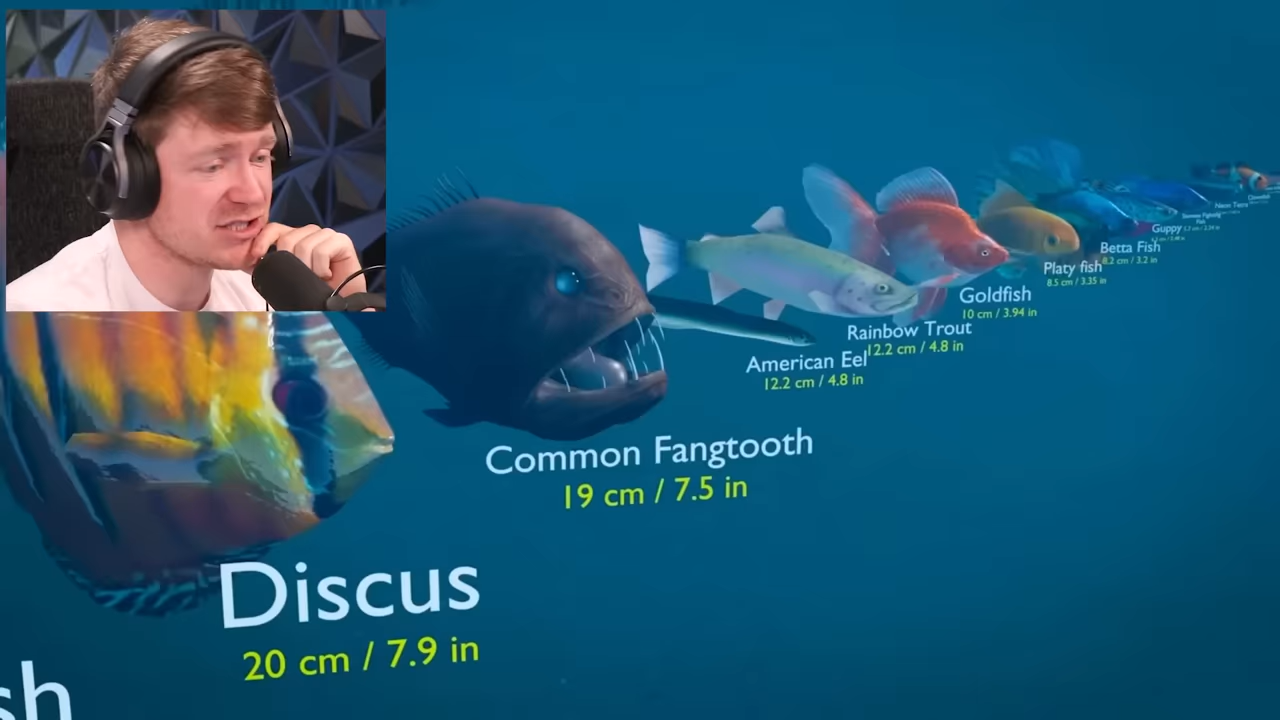 Discus
20 cm / 7.9 in
Common Fangtooth
19 cm / 7.5 in
American Eel
12.2 cm / 4.8 in
Rainbow Trout
12.2 cm / 4.8 in
Goldfish
10 cm / 3.94 in
Platy fish
8.5 cm / 3.35 in
Betta Fish
8.2 cm / 3.2 in
Guppy
Neon Tetra
sh